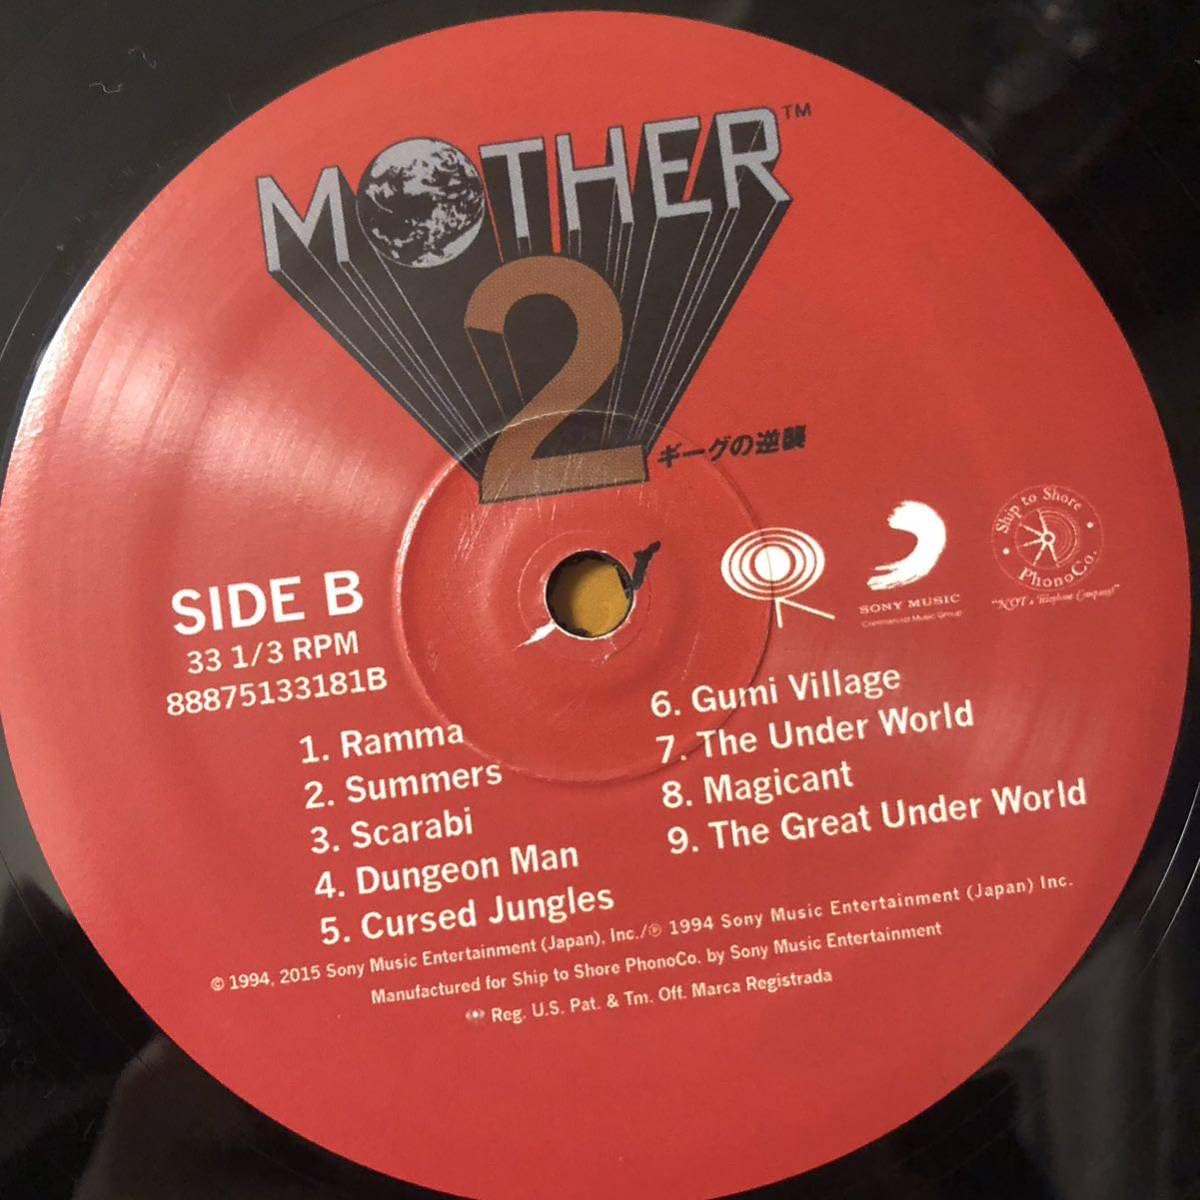 MOTHER™
2
ギーグの逆襲
SIDE B
33 1/3 RPM
88875133181B
SONY MUSIC
Commercial Music Group
Ship to Shore
PhonoCo.
"NOT a Telephone Company!"
1. Ramma
2. Summers
3. Scarabi
4. Dungeon Man
5. Cursed Jungles
6. Gumi Village
7. The Under World
8. Magicant
9. The Great Under World
© 1994, 2015 Sony Music Entertainment (Japan), Inc./℗ 1994 Sony Music Entertainment (Japan) Inc.
Manufactured for Ship to Shore PhonoCo. by Sony Music Entertainment
Reg. U.S. Pat. & Tm. Off. Marca Registrada